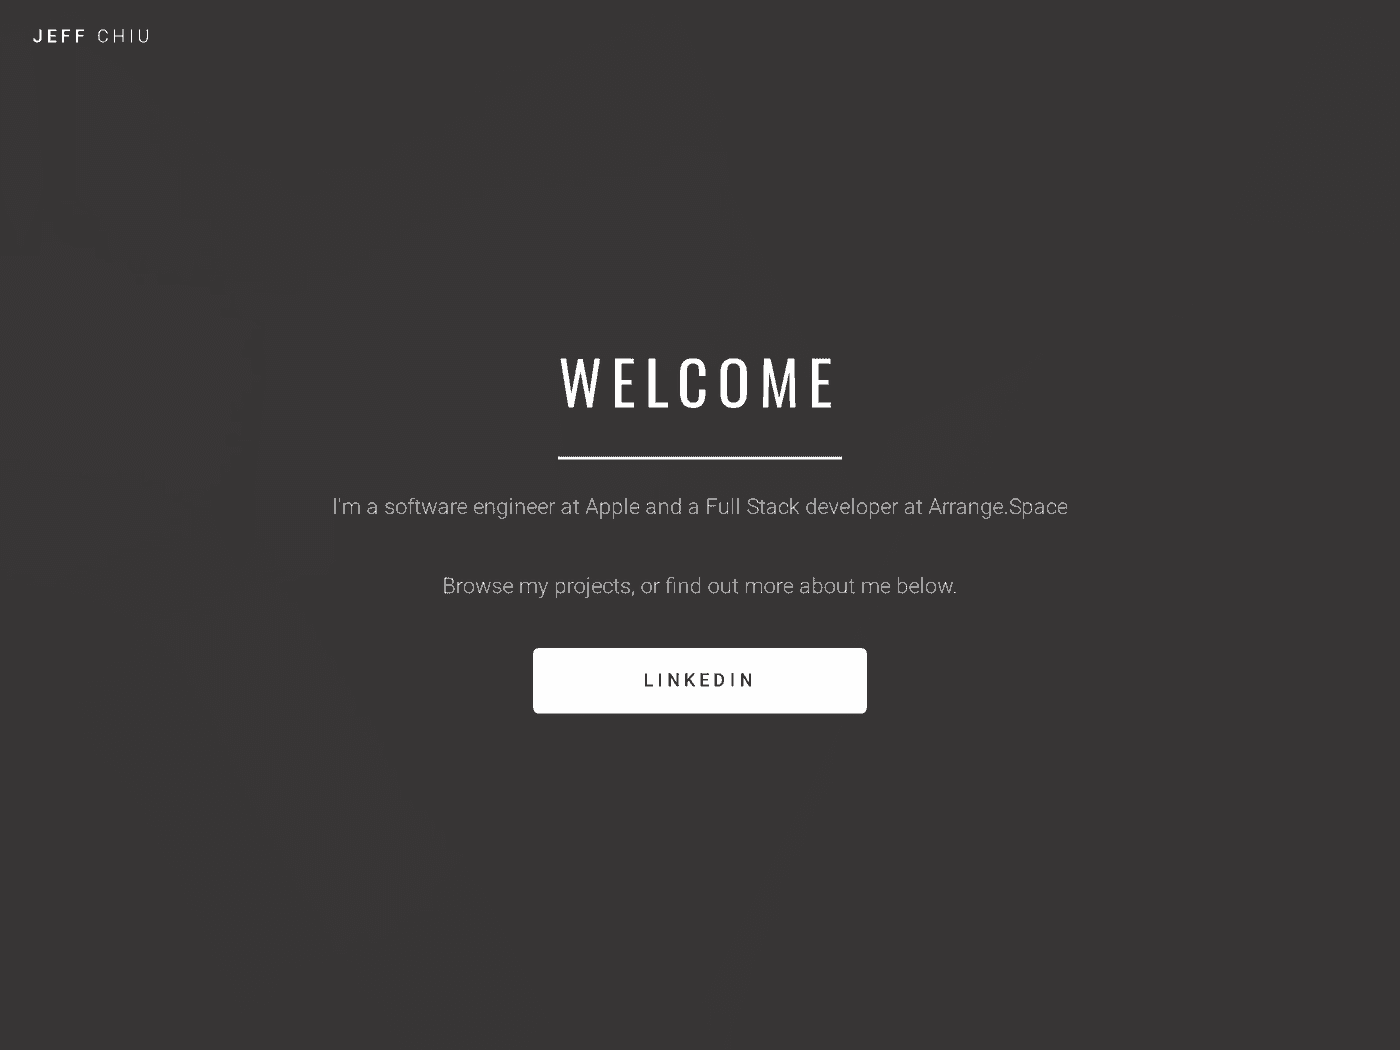 JEFF CHIU
WELCOME
I'm a software engineer at Apple and a Full Stack developer at Arrange.Space
Browse my projects, or find out more about me below.
LINKEDIN